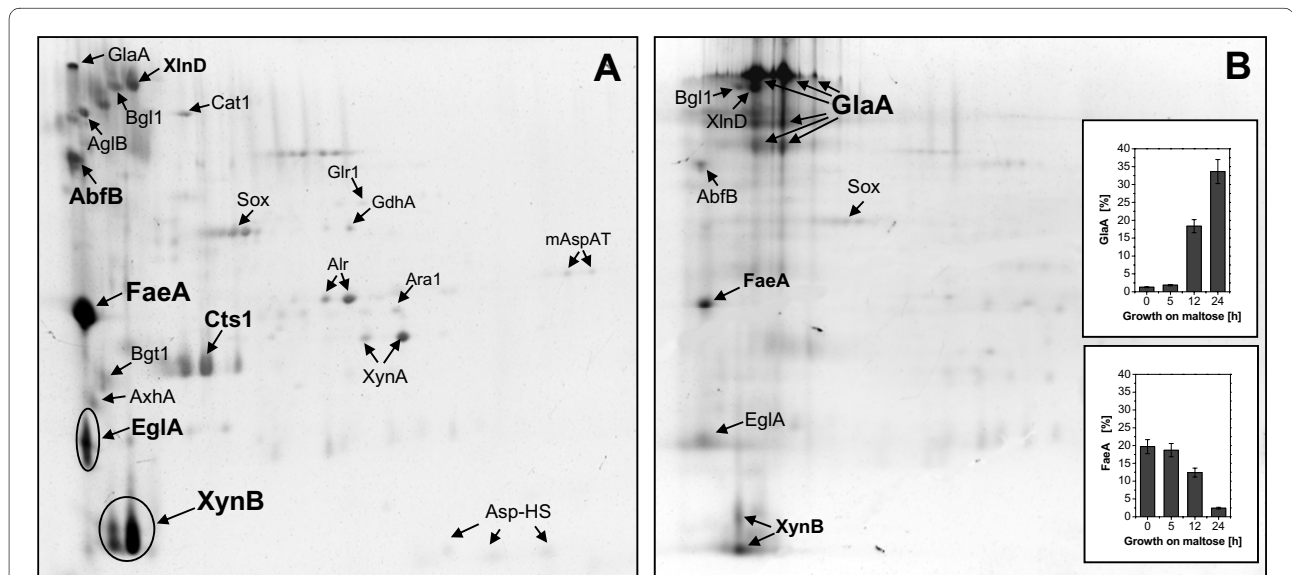 A
GlaA
XlnD
Bgl1
Cat1
AglB
AbfB
Glr1
GdhA
Sox
mAspAT
Alr
Ara1
FaeA
Cts1
Bgt1
XynA
AxhA
EglA
XynB
Asp-HS
B
Bgl1
XlnD
GlaA
AbfB
Sox
FaeA
EglA
XynB
GlaA [%]
40
35
30
25
20
15
10
5
0
0 5 12 24
Growth on maltose [h]
FaeA [%]
40
35
30
25
20
15
10
5
0
0 5 12 24
Growth on maltose [h]